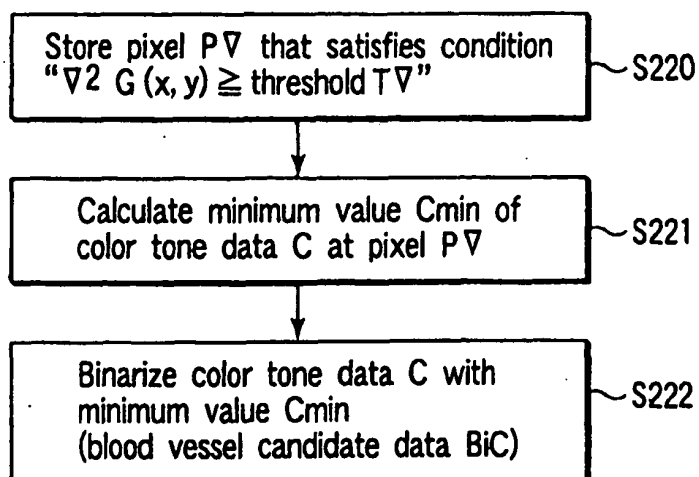 Store pixel P∇ that satisfies condition
“∇2 G (x, y) ≧ threshold T∇”
S220
Calculate minimum value Cmin of
color tone data C at pixel P∇
S221
Binarize color tone data C with
minimum value Cmin
(blood vessel candidate data BiC)
S222